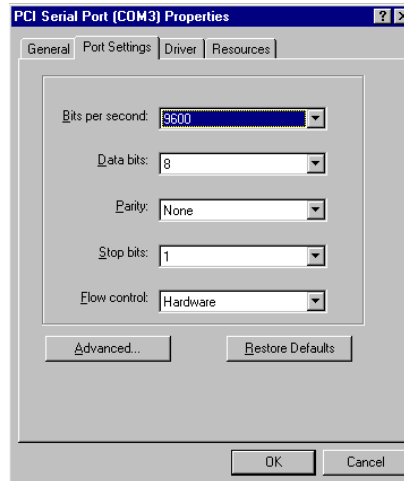 PCI Serial Port (COM3) Properties
General Port Settings Driver Resources
Bits per second: 9600
Data bits: 8
Parity: None
Stop bits: 1
Flow control: Hardware
Advanced... Restore Defaults
OK Cancel